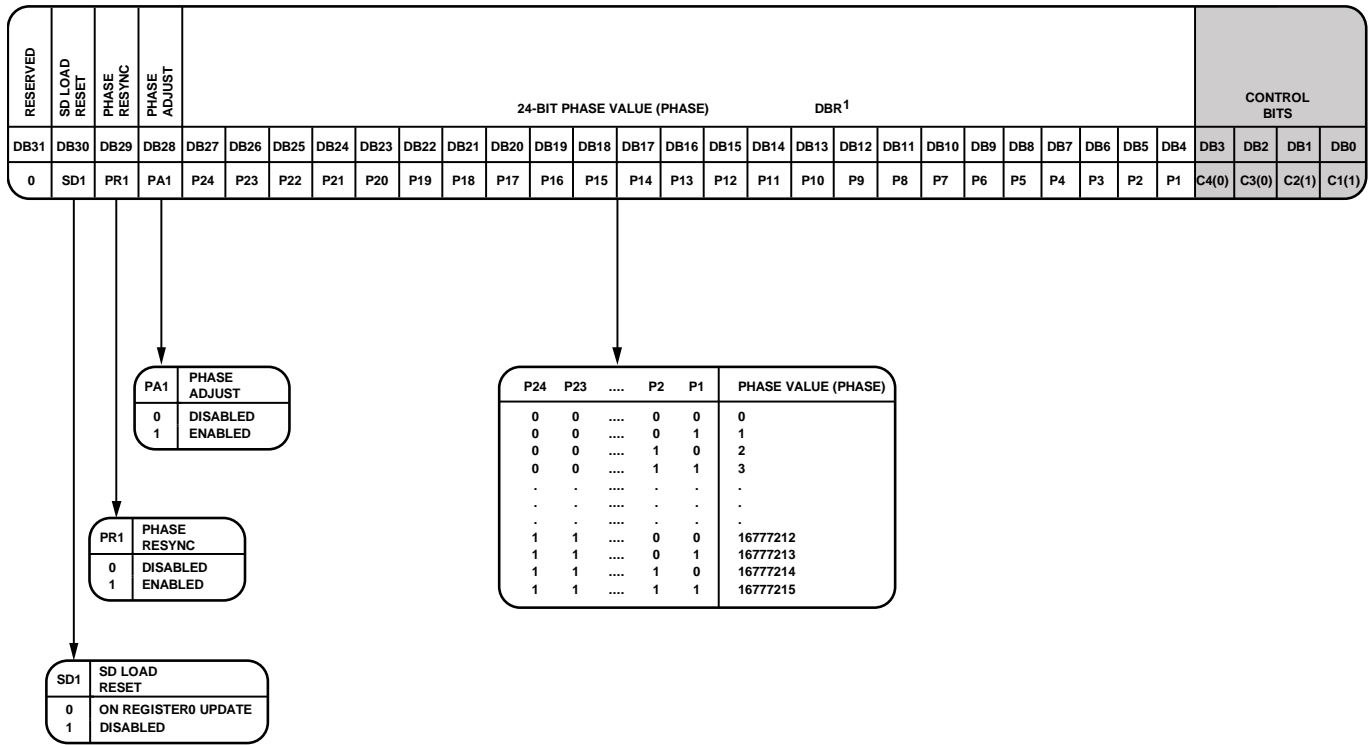 RESERVED
SD LOAD
RESET
PHASE
RESYNC
PHASE
ADJUST
24-BIT PHASE VALUE (PHASE) DBR1
CONTROL
BITS
DB31 DB30 DB29 DB28 DB27 DB26 DB25 DB24 DB23 DB22 DB21 DB20 DB19 DB18 DB17 DB16 DB15 DB14 DB13 DB12 DB11 DB10 DB9 DB8 DB7 DB6 DB5 DB4 DB3 DB2 DB1 DB0
0 SD1 PR1 PA1 P24 P23 P22 P21 P20 P19 P18 P17 P16 P15 P14 P13 P12 P11 P10 P9 P8 P7 P6 P5 P4 P3 P2 P1 C4(0) C3(0) C2(1) C1(1)
PA1 PHASE
ADJUST
0 DISABLED
1 ENABLED
P24 P23 .... P2 P1 PHASE VALUE (PHASE)
0 0 .... 0 0 0
0 0 .... 0 1 1
0 0 .... 1 0 2
0 0 .... 1 1 3
. . .... . . .
. . .... . . .
. . .... . . .
1 1 .... 0 0 16777212
1 1 .... 0 1 16777213
1 1 .... 1 0 16777214
1 1 .... 1 1 16777215
PR1 PHASE
RESYNC
0 DISABLED
1 ENABLED
SD1 SD LOAD
RESET
0 ON REGISTER0 UPDATE
1 DISABLED